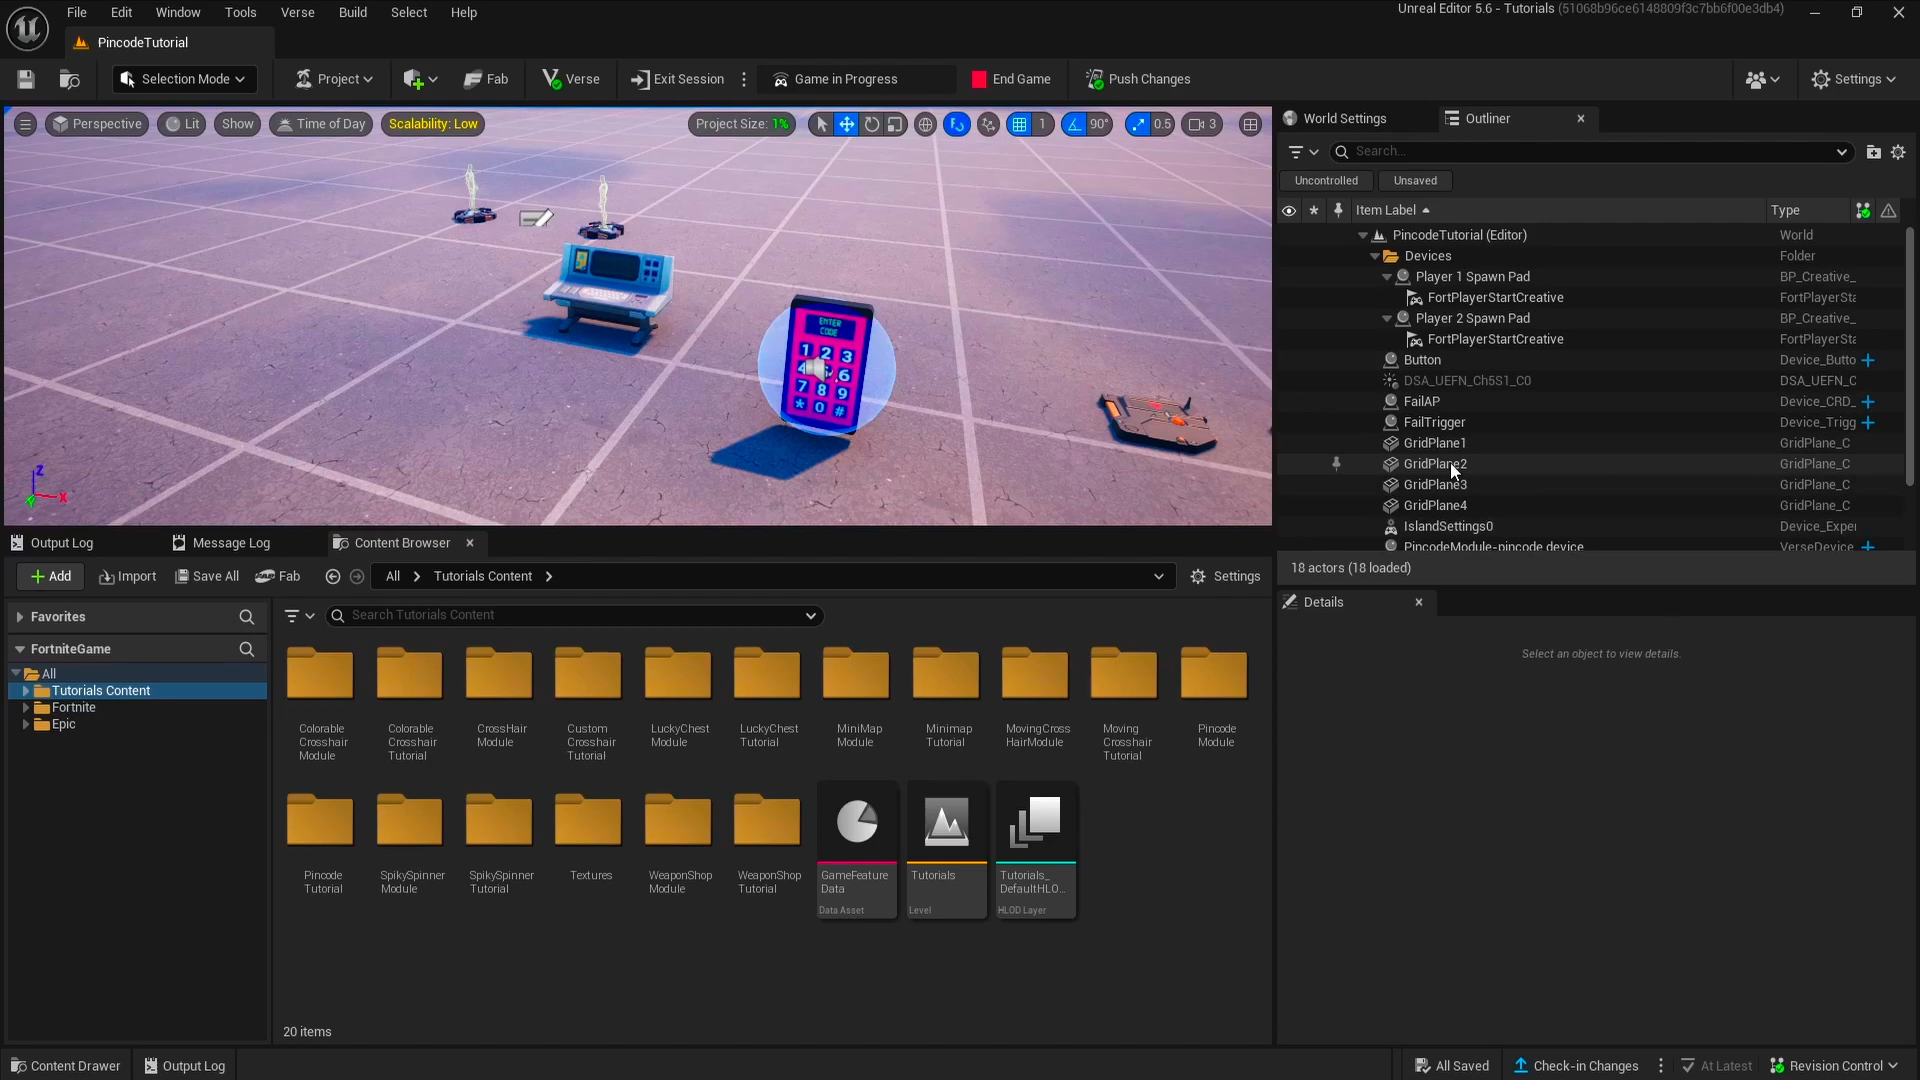 File Edit Window Tools Verse Build Select Help
Unreal Editor 5.6 - Tutorials (51068b96ce6148809f3c7bb6f00e3db4)
PincodeTutorial
Selection Mode
Project
Fab
Verse
Exit Session
Game in Progress
End Game
Push Changes
Settings
Perspective
Lit
Show
Time of Day
Scalability: Low
Project Size: 1%
1
90°
0.5
3
ENTER
CODE
1 2 3
4 6
7 8 9
* 0 #
Z
X
World Settings
Outliner
Search...
Uncontrolled
Unsaved
Item Label
Type
PincodeTutorial (Editor) World
Devices Folder
Player 1 Spawn Pad BP_Creative_
FortPlayerStartCreative FortPlayerSta
Player 2 Spawn Pad BP_Creative_
FortPlayerStartCreative FortPlayerSta
Button Device_Butto
DSA_UEFN_Ch5S1_C0 DSA_UEFN_C
FailAP Device_CRD_
FailTrigger Device_Trigg
GridPlane1 GridPlane_C
GridPlane2 GridPlane_C
GridPlane3 GridPlane_C
GridPlane4 GridPlane_C
IslandSettings0 Device_Exper
PincodeModule-pincode device VerseDevice
18 actors (18 loaded)
Details
Select an object to view details.
Output Log
Message Log
Content Browser
Add
Import
Save All
Fab
All
Tutorials Content
Settings
Favorites
FortniteGame
All
Tutorials Content
Fortnite
Epic
Search Tutorials Content
Colorable
Crosshair
Module
Colorable
Crosshair
Tutorial
CrossHair
Module
Custom
Crosshair
Tutorial
LuckyChest
Module
LuckyChest
Tutorial
MiniMap
Module
Minimap
Tutorial
MovingCross
HairModule
Moving
Crosshair
Tutorial
Pincode
Module
Pincode
Tutorial
SpikySpinner
Module
SpikySpinner
Tutorial
Textures
WeaponShop
Module
WeaponShop
Tutorial
GameFeature
Data
Data Asset
Tutorials
Level
Tutorials_
DefaultHLO...
HLOD Layer
20 items
Content Drawer
Output Log
All Saved
Check-in Changes
At Latest
Revision Control